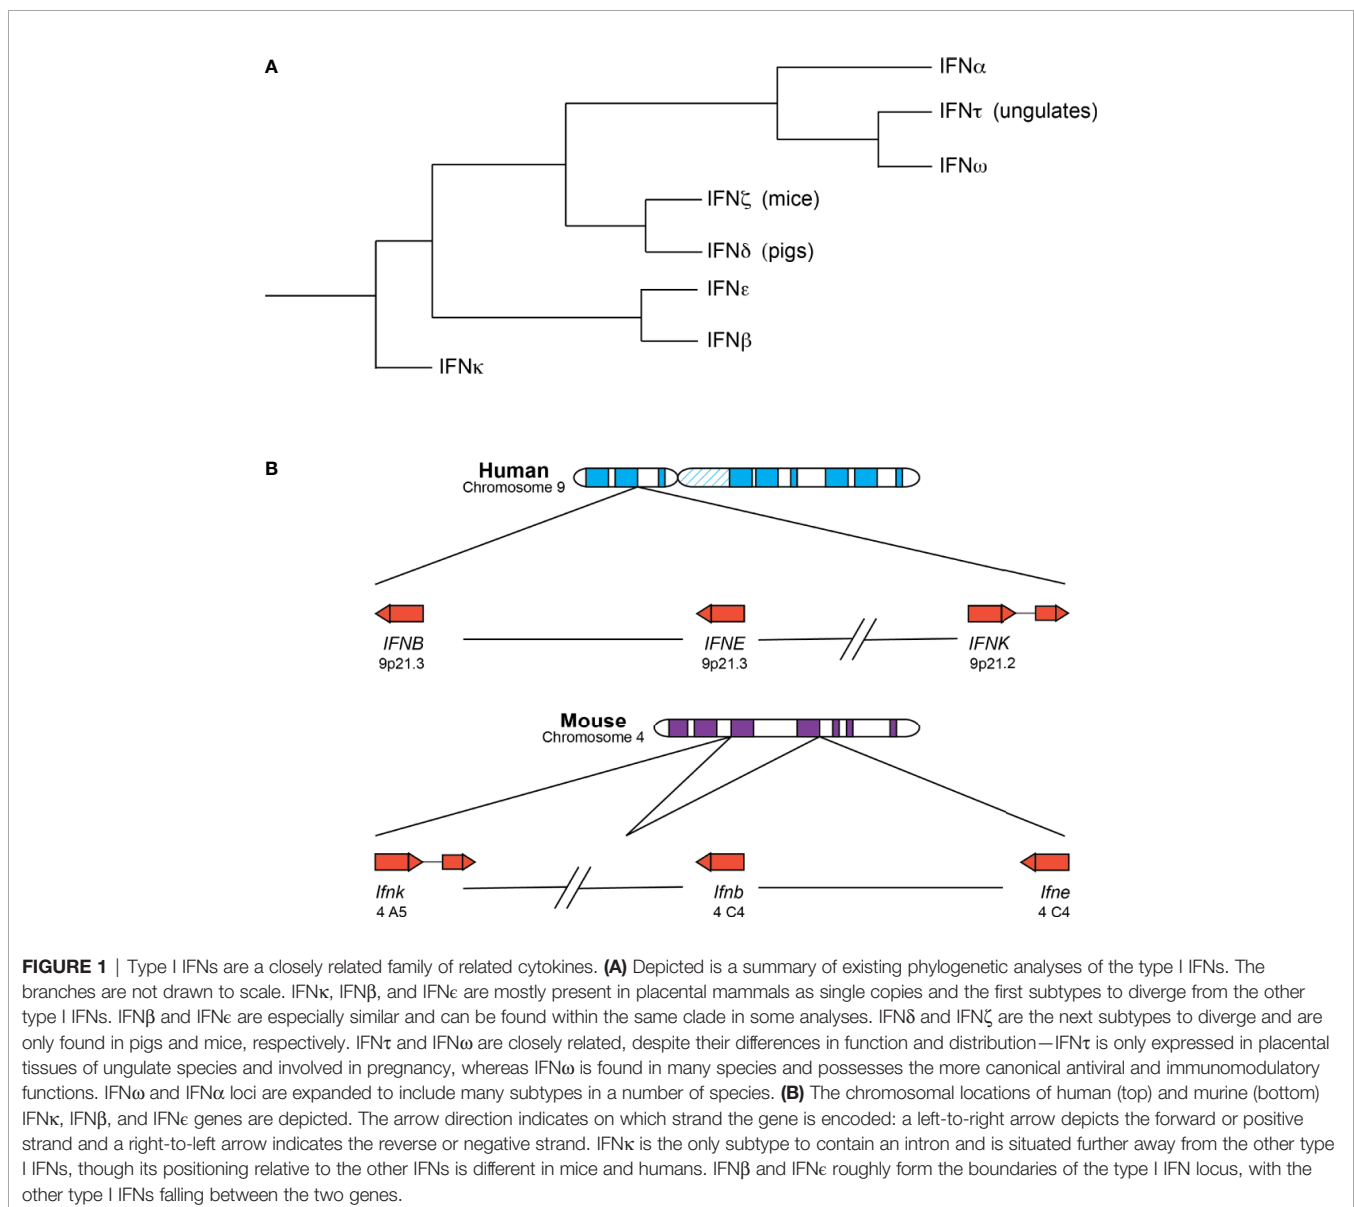 A
IFNα
IFNτ (ungulates)
IFNω
IFNζ (mice)
IFNδ (pigs)
IFNε
IFNβ
IFNκ
B
Human
Chromosome 9
IFNB
9p21.3
IFNE
9p21.3
IFNK
9p21.2
Mouse
Chromosome 4
Ifnk
4 A5
Ifnb
4 C4
Ifne
4 C4
FIGURE 1 | Type I IFNs are a closely related family of related cytokines. (A) Depicted is a summary of existing phylogenetic analyses of the type I IFNs. The
branches are not drawn to scale. IFNκ, IFNβ, and IFNϵ are mostly present in placental mammals as single copies and the first subtypes to diverge from the other
type I IFNs. IFNβ and IFNϵ are especially similar and can be found within the same clade in some analyses. IFNδ and IFNζ are the next subtypes to diverge and are
only found in pigs and mice, respectively. IFNτ and IFNω are closely related, despite their differences in function and distribution—IFNτ is only expressed in placental
tissues of ungulate species and involved in pregnancy, whereas IFNω is found in many species and possesses the more canonical antiviral and immunomodulatory
functions. IFNω and IFNα loci are expanded to include many subtypes in a number of species. (B) The chromosomal locations of human (top) and murine (bottom)
IFNκ, IFNβ, and IFNϵ genes are depicted. The arrow direction indicates on which strand the gene is encoded: a left-to-right arrow depicts the forward or positive
strand and a right-to-left arrow indicates the reverse or negative strand. IFNκ is the only subtype to contain an intron and is situated further away from the other type
I IFNs, though its positioning relative to the other IFNs is different in mice and humans. IFNβ and IFNϵ roughly form the boundaries of the type I IFN locus, with the
other type I IFNs falling between the two genes.